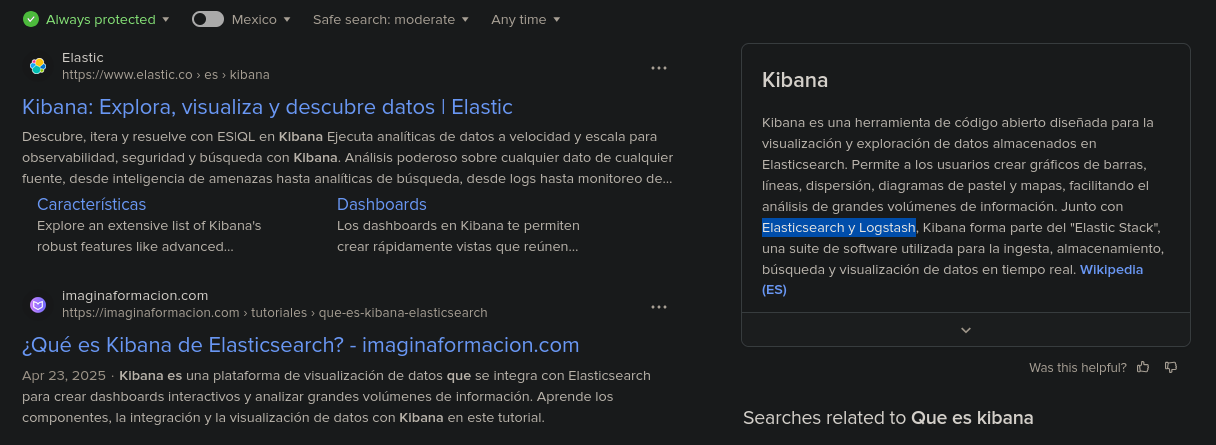 Always protected
Mexico
Safe search: moderate
Any time
Elastic
https://www.elastic.co › es › kibana
Kibana: Explora, visualiza y descubre datos | Elastic
Descubre, itera y resuelve con ES|QL en Kibana Ejecuta analíticas de datos a velocidad y escala para
observabilidad, seguridad y búsqueda con Kibana. Análisis poderoso sobre cualquier dato de cualquier
fuente, desde inteligencia de amenazas hasta analíticas de búsqueda, desde logs hasta monitoreo de...
Características
Explore an extensive list of Kibana's
robust features like advanced...
Dashboards
Los dashboards en Kibana te permiten
crear rápidamente vistas que reúnen...
imaginaformacion.com
https://imaginaformacion.com › tutoriales › que-es-kibana-elasticsearch
¿Qué es Kibana de Elasticsearch? - imaginaformacion.com
Apr 23, 2025 · Kibana es una plataforma de visualización de datos que se integra con Elasticsearch
para crear dashboards interactivos y analizar grandes volúmenes de información. Aprende los
componentes, la integración y la visualización de datos con Kibana en este tutorial.
Kibana
Kibana es una herramienta de código abierto diseñada para la
visualización y exploración de datos almacenados en
Elasticsearch. Permite a los usuarios crear gráficos de barras,
líneas, dispersión, diagramas de pastel y mapas, facilitando el
análisis de grandes volúmenes de información. Junto con
Elasticsearch y Logstash, Kibana forma parte del "Elastic Stack",
una suite de software utilizada para la ingesta, almacenamiento,
búsqueda y visualización de datos en tiempo real. Wikipedia
(ES)
Was this helpful?
Searches related to Que es kibana